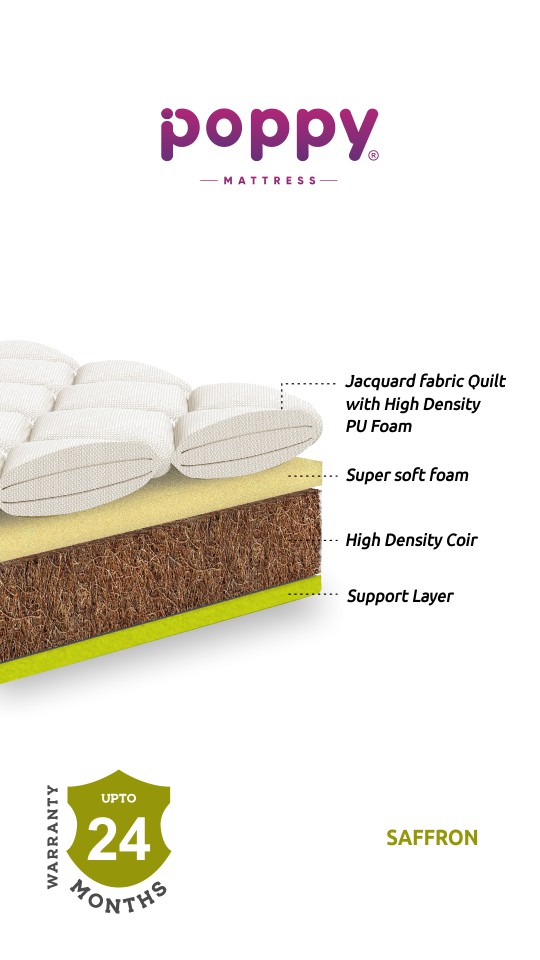 poppy®
MATTRESS
Jacquard fabric Quilt
with High Density
PU Foam
Super soft foam
High Density Coir
Support Layer
WARRANTY
UPTO
24
MONTHS
SAFFRON